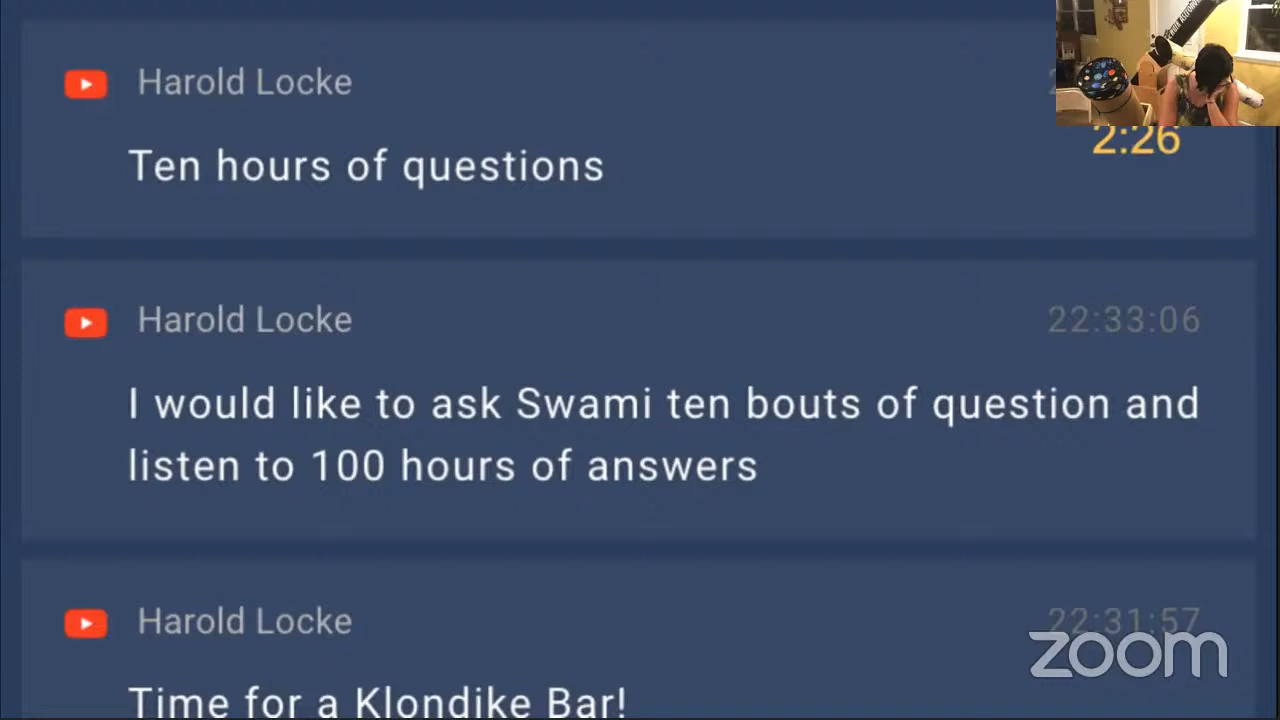 Harold Locke
2:26
Ten hours of questions
Harold Locke
22:33:06
I would like to ask Swami ten bouts of question and
listen to 100 hours of answers
Harold Locke
22:31:57
zoom
Time for a Klondike Bar!